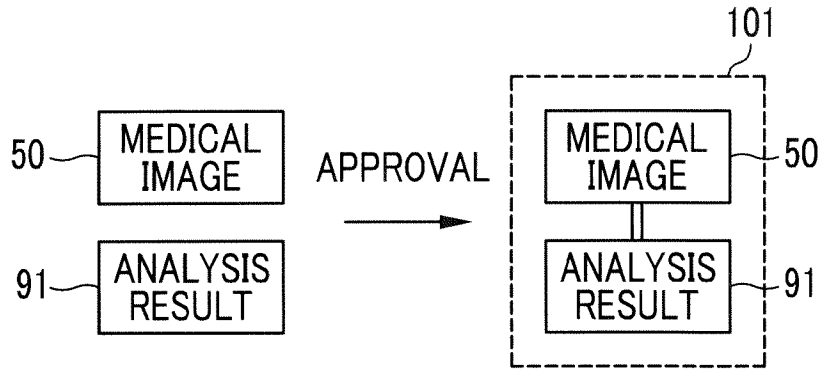 101
50
MEDICAL
IMAGE
APPROVAL
MEDICAL
IMAGE
50
91
ANALYSIS
RESULT
ANALYSIS
RESULT
91